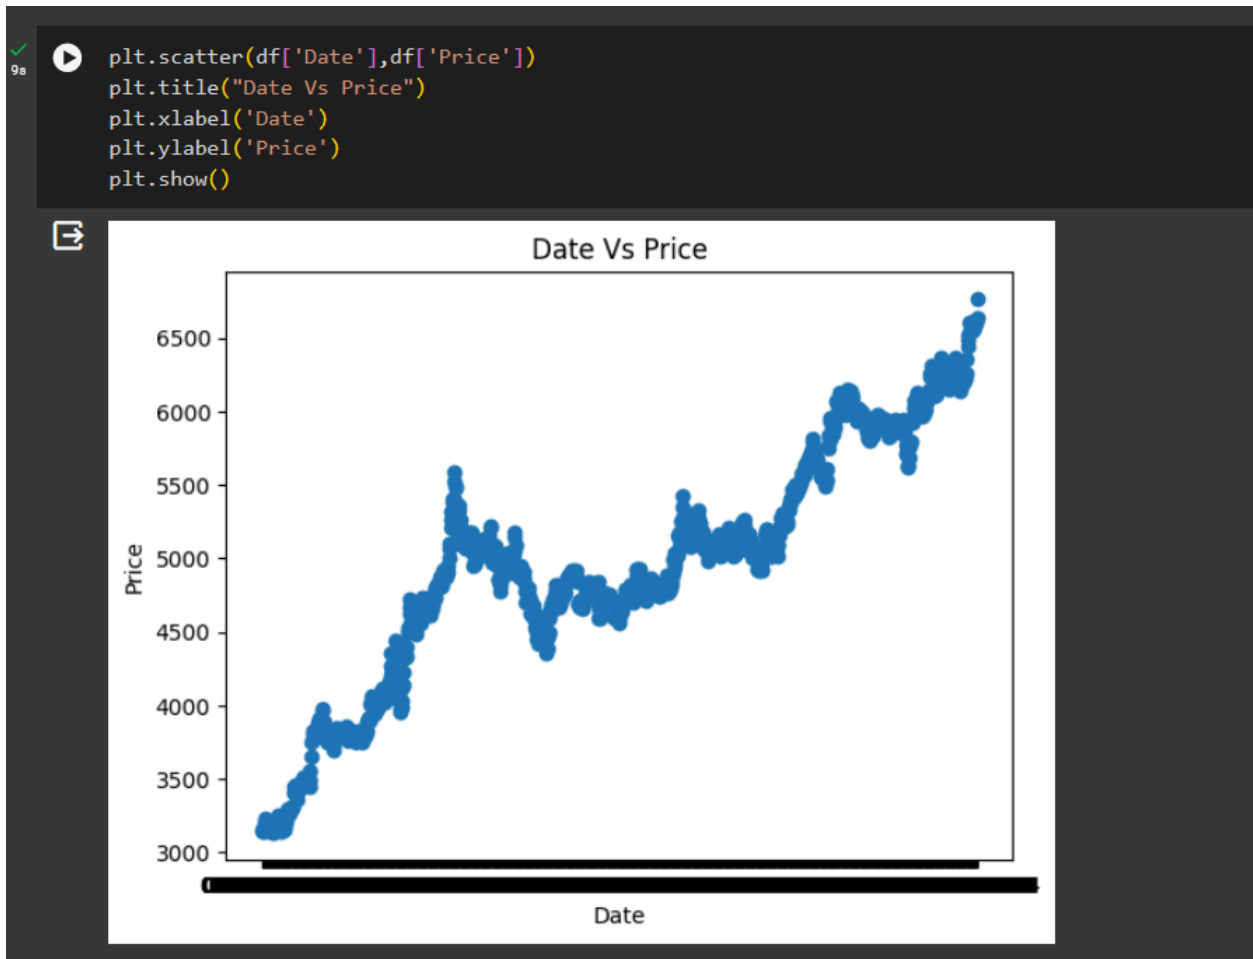 9s
plt.scatter(df['Date'],df['Price'])
plt.title("Date Vs Price")
plt.xlabel('Date')
plt.ylabel('Price')
plt.show()
Date Vs Price
6500
6000
5500
5000
4500
4000
3500
3000
Price
Date